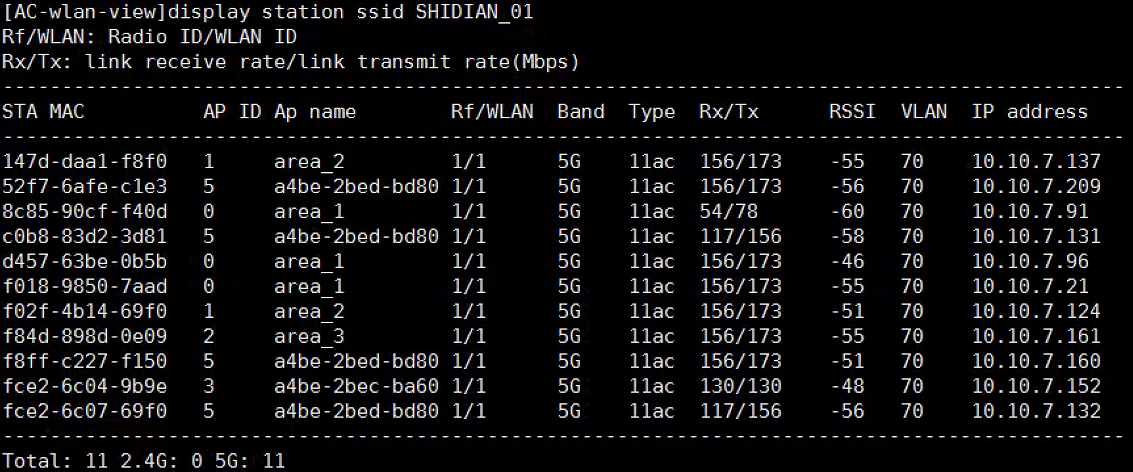 [AC-wlan-view]display station ssid SHIDIAN_01
Rf/WLAN: Radio ID/WLAN ID
Rx/Tx: link receive rate/link transmit rate(Mbps)
------------------------------------------------------------------------------------------------
STA MAC AP ID Ap name Rf/WLAN Band Type Rx/Tx RSSI VLAN IP address
------------------------------------------------------------------------------------------------
147d-daa1-f8f0 1 area_2 1/1 5G 11ac 156/173 -55 70 10.10.7.137
52f7-6afe-c1e3 5 a4be-2bed-bd80 1/1 5G 11ac 156/173 -56 70 10.10.7.209
8c85-90cf-f40d 0 area_1 1/1 5G 11ac 54/78 -60 70 10.10.7.91
c0b8-83d2-3d81 5 a4be-2bed-bd80 1/1 5G 11ac 117/156 -58 70 10.10.7.131
d457-63be-0b5b 0 area_1 1/1 5G 11ac 156/173 -46 70 10.10.7.96
f018-9850-7aad 0 area_1 1/1 5G 11ac 156/173 -55 70 10.10.7.21
f02f-4b14-69f0 1 area_2 1/1 5G 11ac 156/173 -51 70 10.10.7.124
f84d-898d-0e09 2 area_3 1/1 5G 11ac 156/173 -55 70 10.10.7.161
f8ff-c227-f150 5 a4be-2bed-bd80 1/1 5G 11ac 156/173 -51 70 10.10.7.160
fce2-6c04-9b9e 3 a4be-2bec-ba60 1/1 5G 11ac 130/130 -48 70 10.10.7.152
fce2-6c07-69f0 5 a4be-2bed-bd80 1/1 5G 11ac 117/156 -56 70 10.10.7.132
------------------------------------------------------------------------------------------------
Total: 11 2.4G: 0 5G: 11